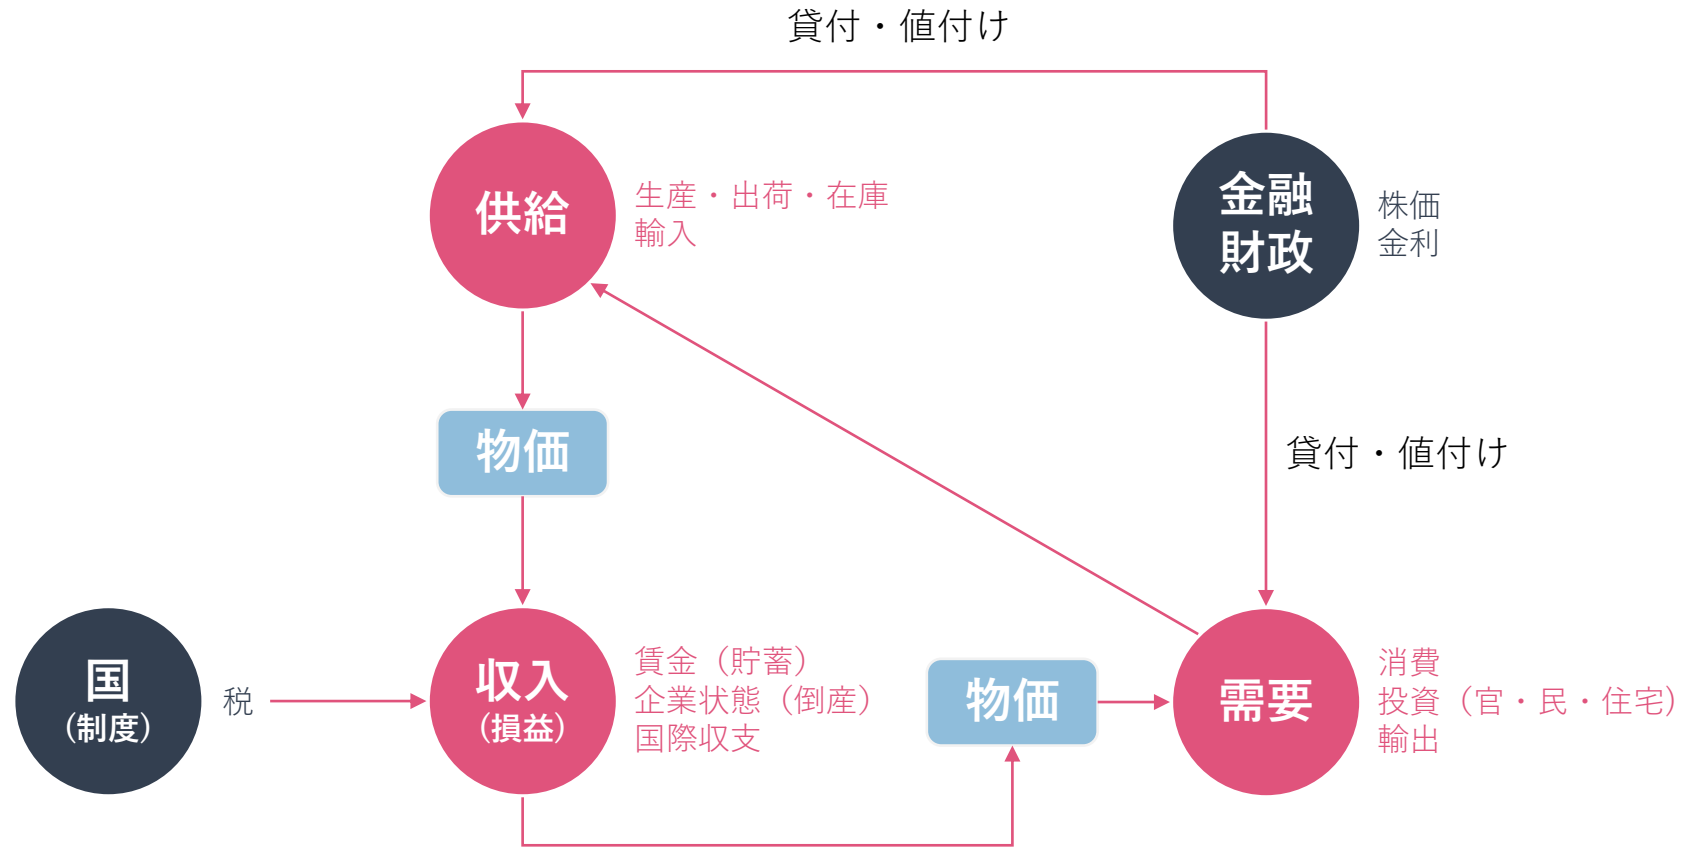 貸付・値付け
供給
生産・出荷・在庫
輸入
金融
財政
株価
金利
物価
貸付・値付け
国
(制度)
税
収入
(損益)
賃金（貯蓄）
企業状態（倒産）
国際収支
物価
需要
消費
投資（官・民・住宅）
輸出